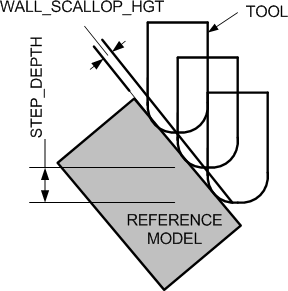 WALL_SCALLOP_HGT
TOOL
STEP_DEPTH
REFERENCE
MODEL